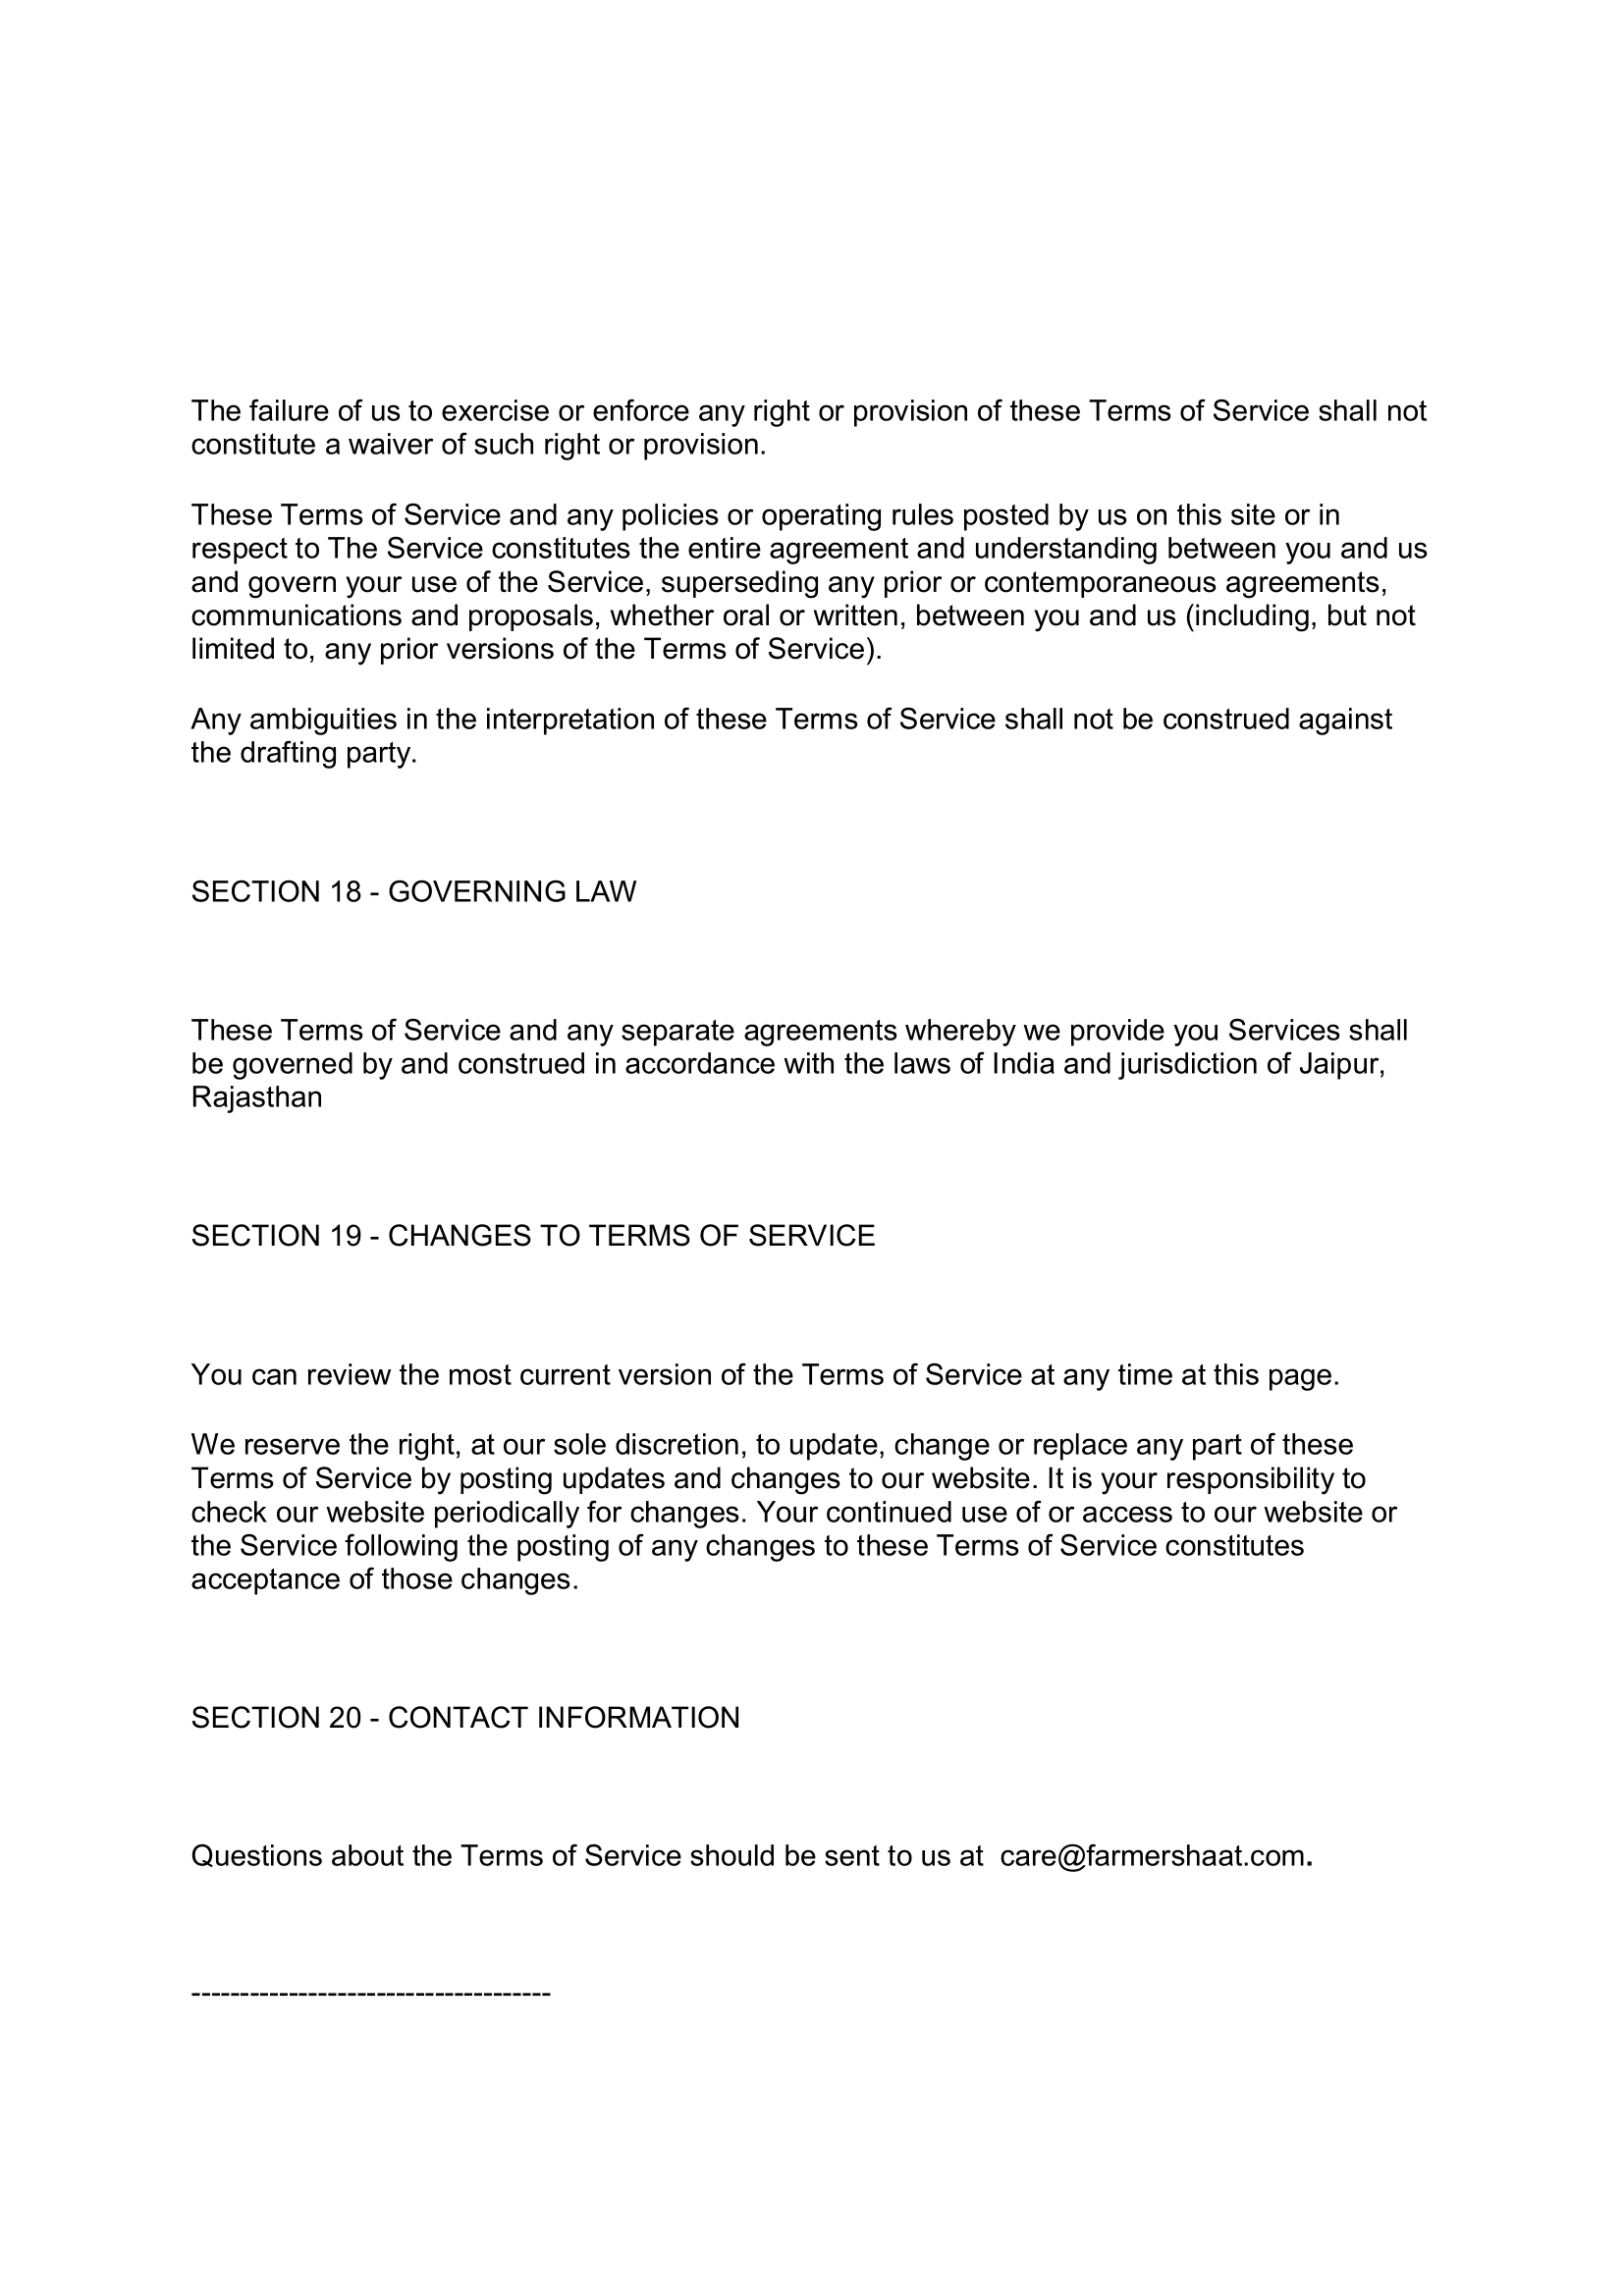 The failure of us to exercise or enforce any right or provision of these Terms of Service shall not
constitute a waiver of such right or provision.
These Terms of Service and any policies or operating rules posted by us on this site or in
respect to The Service constitutes the entire agreement and understanding between you and us
and govern your use of the Service, superseding any prior or contemporaneous agreements,
communications and proposals, whether oral or written, between you and us (including, but not
limited to, any prior versions of the Terms of Service).
Any ambiguities in the interpretation of these Terms of Service shall not be construed against
the drafting party.
SECTION 18 - GOVERNING LAW
These Terms of Service and any separate agreements whereby we provide you Services shall
be governed by and construed in accordance with the laws of India and jurisdiction of Jaipur,
Rajasthan
SECTION 19 - CHANGES TO TERMS OF SERVICE
You can review the most current version of the Terms of Service at any time at this page.
We reserve the right, at our sole discretion, to update, change or replace any part of these
Terms of Service by posting updates and changes to our website. It is your responsibility to
check our website periodically for changes. Your continued use of or access to our website or
the Service following the posting of any changes to these Terms of Service constitutes
acceptance of those changes.
SECTION 20 - CONTACT INFORMATION
Questions about the Terms of Service should be sent to us at  care@farmershaat.com.
-------------------------------------